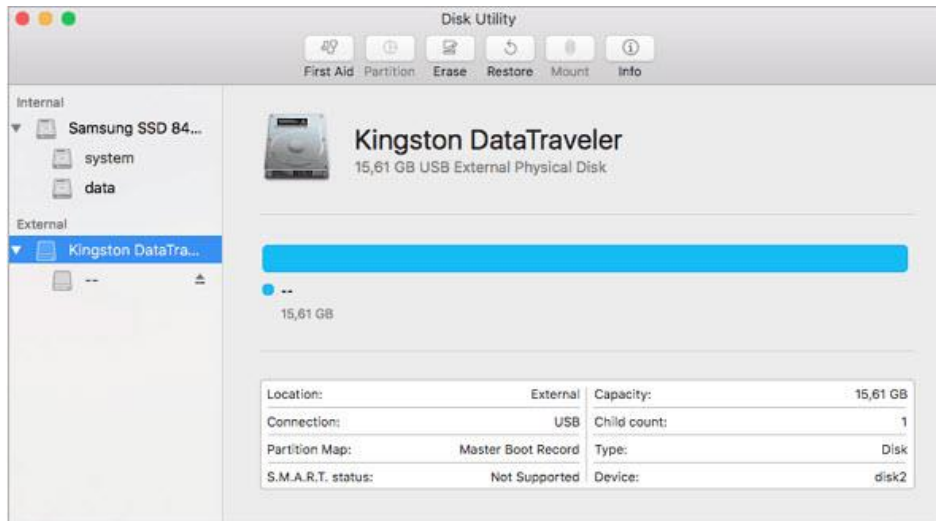 Disk Utility
First Aid Partition Erase Restore Mount Info
Internal
Samsung SSD 84...
system
data
External
Kingston DataTra...
--
Kingston DataTraveler
15,61 GB USB External Physical Disk
--
15,61 GB
Location: External Capacity: 15,61 GB
Connection: USB Child count: 1
Partition Map: Master Boot Record Type: Disk
S.M.A.R.T. status: Not Supported Device: disk2